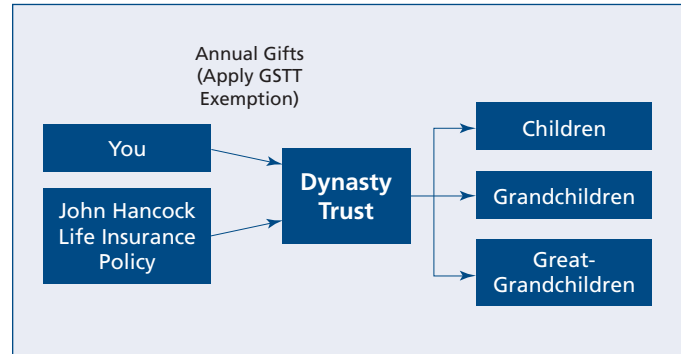 Annual Gifts
(Apply GSTT
Exemption)
You
John Hancock
Life Insurance
Policy
Dynasty
Trust
Children
Grandchildren
Great-
Grandchildren